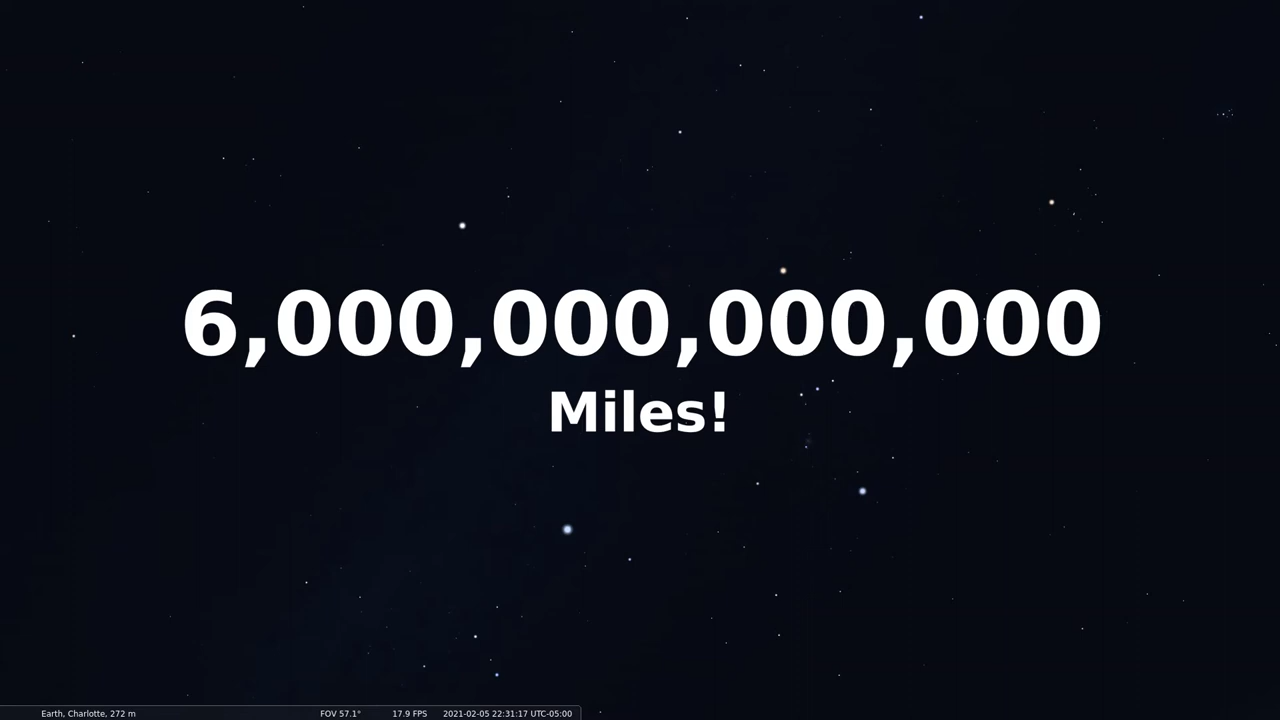 6,000,000,000,000
Miles!
Earth, Charlotte, 272 m FOV 57.1° 17.9 FPS 2021-02-05 22:31:17 UTC-05:00